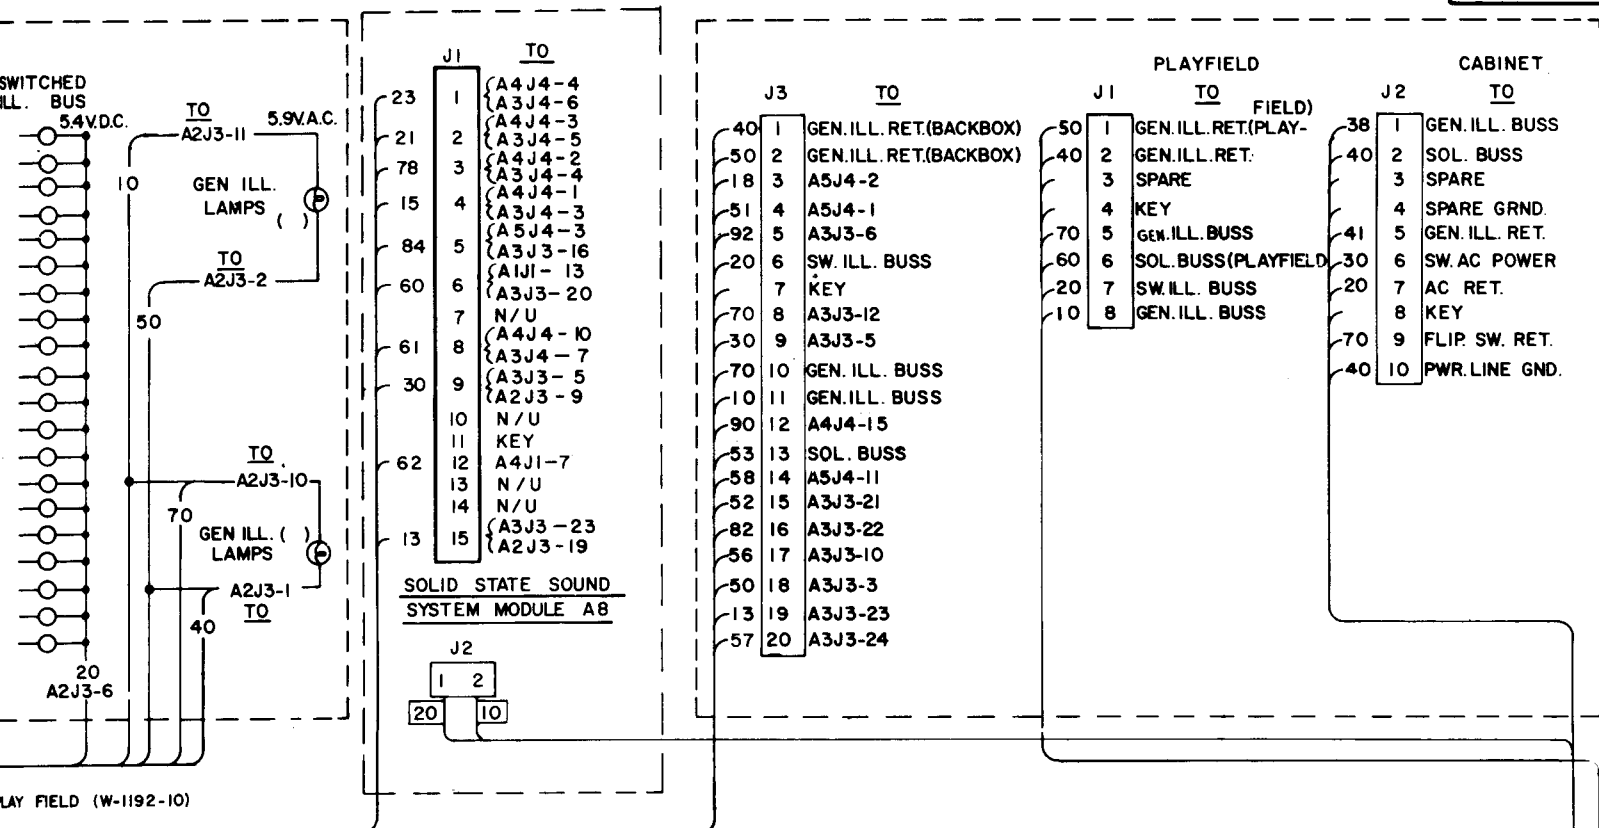 SWITCHED
ILL. BUS
5.4V.D.C.
TO
A2J3-11
5.9V.A.C.
10
GEN ILL.
LAMPS
( )
TO
A2J3-2
50
TO
A2J3-10
70
GEN ILL. ( )
LAMPS
A2J3-1
TO
40
20
A2J3-6
LAY FIELD (W-1192-10)
J1 TO
23 1 A4J4-4
A3J4-6
21 2 A4J4-3
A3J4-5
78 3 A4J4-2
A3J4-4
15 4 A4J4-1
A3J4-3
84 5 A5J4-3
A3J3-16
60 6 A1J1-13
A3J3-20
7 N/U
61 8 A4J4-10
A3J4-7
30 9 A3J3-5
A2J3-9
10 N/U
11 KEY
62 12 A4J1-7
13 N/U
14 N/U
13 15 A3J3-23
A2J3-19
SOLID STATE SOUND
SYSTEM MODULE A8
J2
1 2
20 10
J3 TO
40 1 GEN.ILL.RET.(BACKBOX)
50 2 GEN.ILL.RET.(BACKBOX)
18 3 A5J4-2
51 4 A5J4-1
92 5 A3J3-6
20 6 SW. ILL. BUSS
7 KEY
70 8 A3J3-12
30 9 A3J3-5
70 10 GEN. ILL. BUSS
10 11 GEN.ILL. BUSS
90 12 A4J4-15
53 13 SOL. BUSS
58 14 A5J4-11
52 15 A3J3-21
82 16 A3J3-22
56 17 A3J3-10
50 18 A3J3-3
13 19 A3J3-23
57 20 A3J3-24
PLAYFIELD
J1 TO
FIELD)
50 1 GEN.ILL.RET.(PLAY-
40 2 GEN.ILL.RET.
3 SPARE
4 KEY
70 5 GEN.ILL.BUSS
60 6 SOL.BUSS(PLAYFIELD
20 7 SW.ILL. BUSS
10 8 GEN.ILL. BUSS
CABINET
J2 TO
38 1 GEN.ILL. BUSS
40 2 SOL. BUSS
3 SPARE
4 SPARE GRND.
41 5 GEN.ILL. RET.
30 6 SW.AC POWER
20 7 AC RET.
8 KEY
70 9 FLIP. SW. RET.
40 10 PWR.LINE GND.